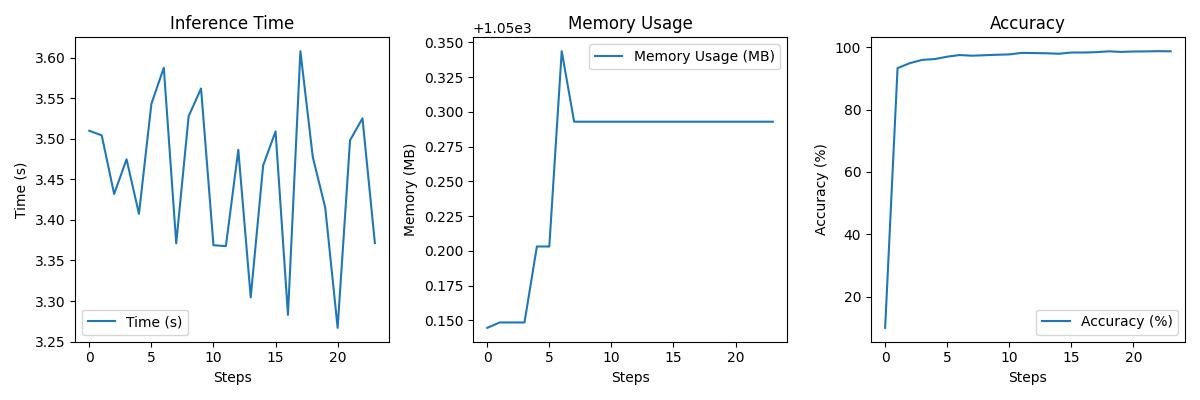 Inference Time
Time (s)
3.60
3.55
3.50
3.45
3.40
3.35
3.30
3.25
Time (s)
0 5 10 15 20
Steps
Memory Usage
+1.05e3
Memory (MB)
0.350
0.325
0.300
0.275
0.250
0.225
0.200
0.175
0.150
Memory Usage (MB)
0 5 10 15 20
Steps
Accuracy
Accuracy (%)
100
80
60
40
20
Accuracy (%)
0 5 10 15 20
Steps